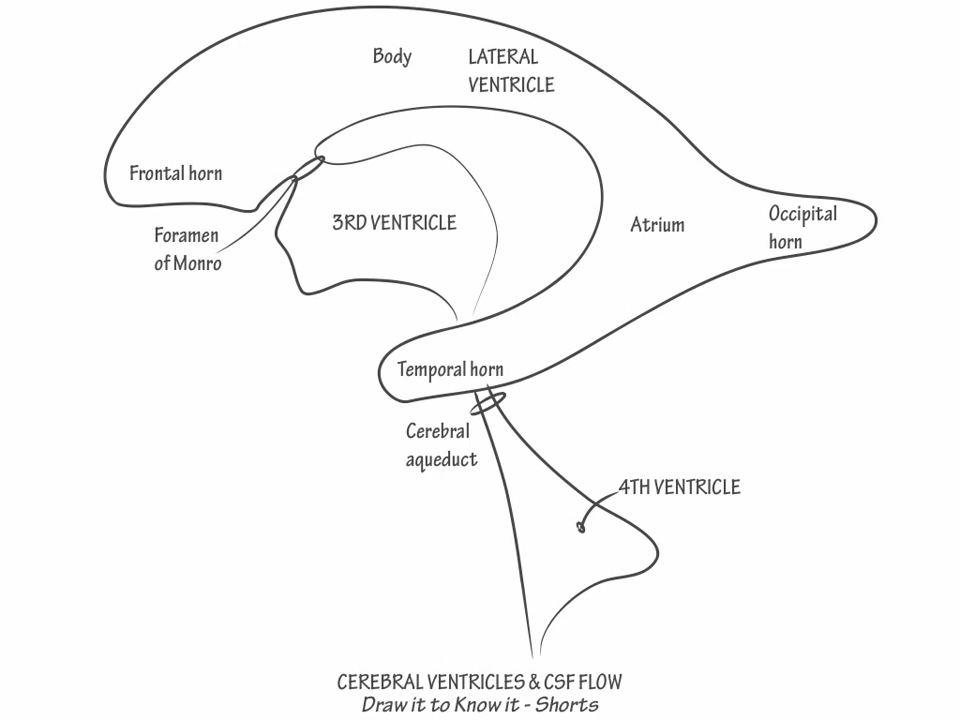 Body
LATERAL
VENTRICLE
Frontal horn
3RD VENTRICLE
Atrium
Occipital
horn
Foramen
of Monro
Temporal horn
Cerebral
aqueduct
4TH VENTRICLE
CEREBRAL VENTRICLES & CSF FLOW
Draw it to Know it - Shorts